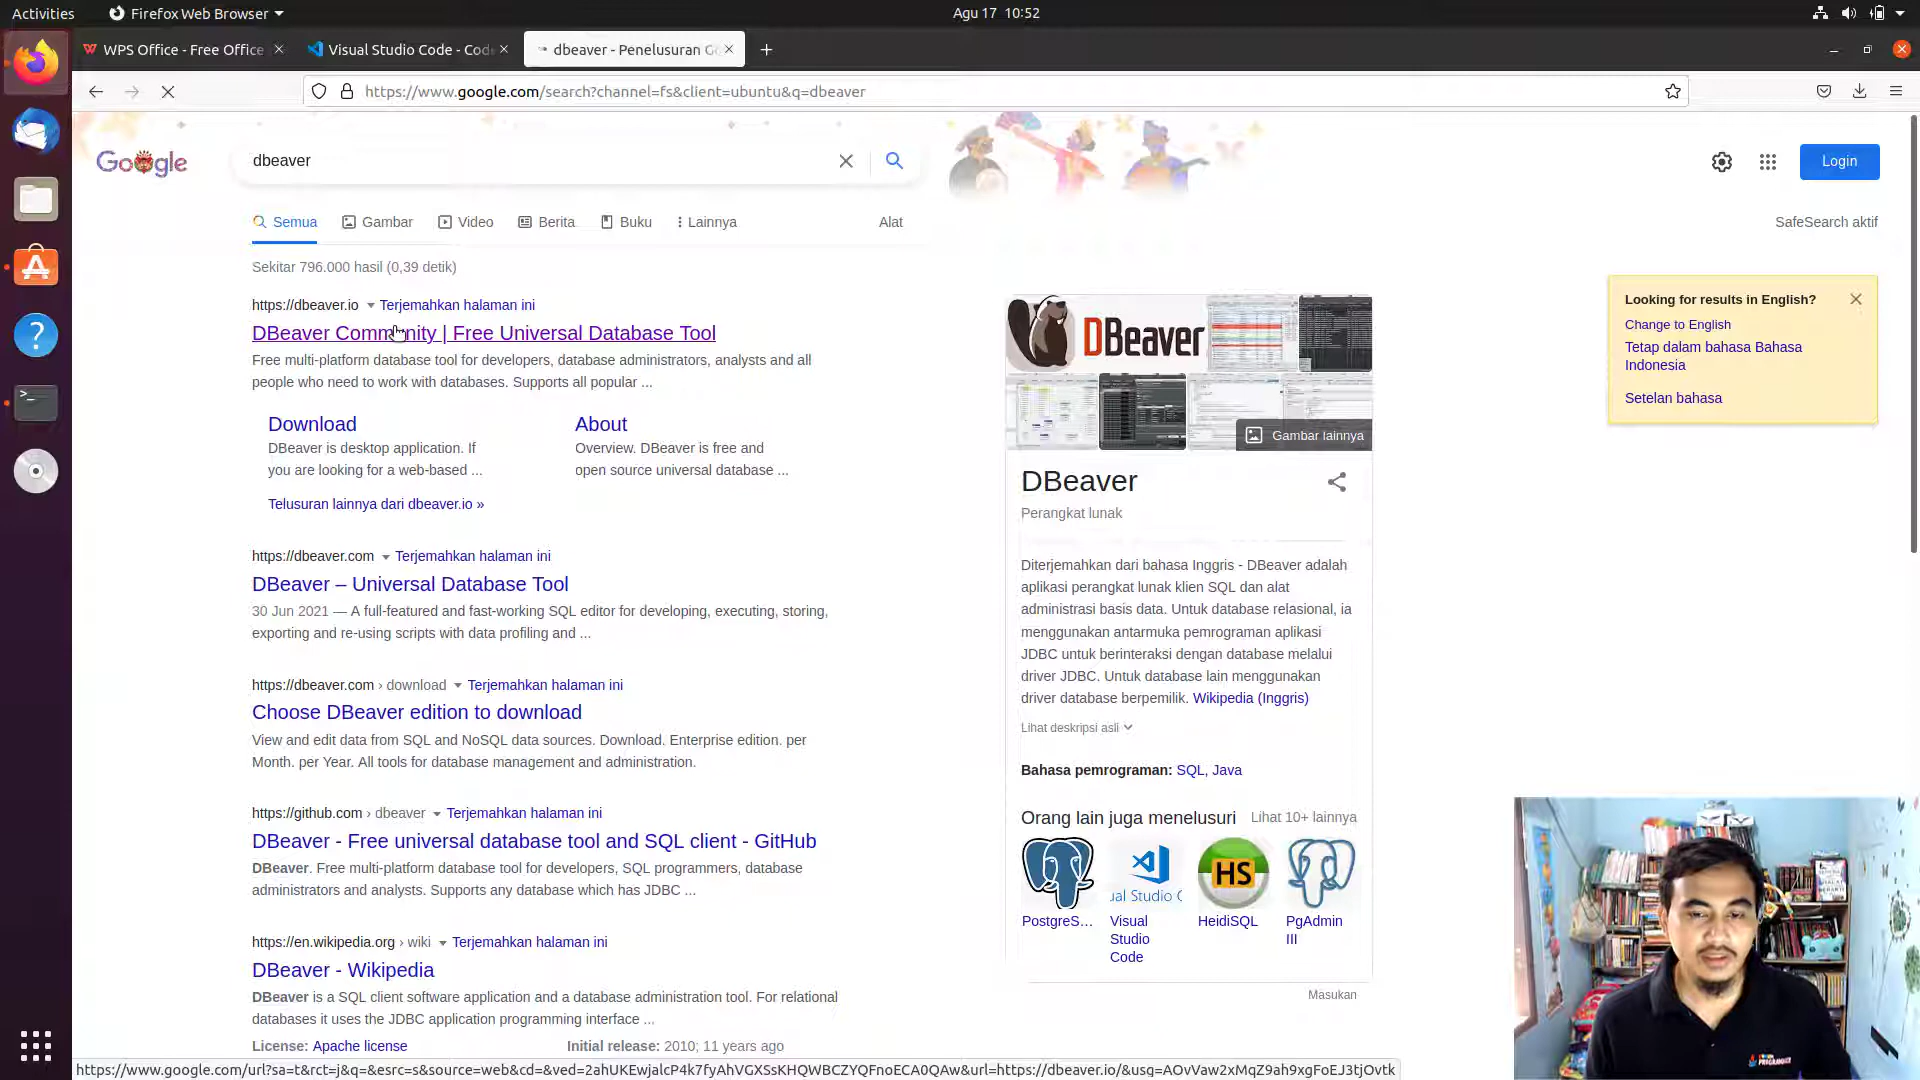 Activities
Firefox Web Browser
Agu 17 10:52
WPS Office - Free Office
Visual Studio Code - Cod
dbeaver - Penelusuran Go
https://www.google.com/search?channel=fs&client=ubuntu&q=dbeaver
Google
dbeaver
Login
Semua
Gambar
Video
Berita
Buku
Lainnya
Alat
SafeSearch aktif
Sekitar 796.000 hasil (0,39 detik)
https://dbeaver.io
Terjemahkan halaman ini
DBeaver Community | Free Universal Database Tool
Free multi-platform database tool for developers, database administrators, analysts and all
people who need to work with databases. Supports all popular ...
Download
DBeaver is desktop application. If
you are looking for a web-based ...
About
Overview. DBeaver is free and
open source universal database ...
Telusuran lainnya dari dbeaver.io »
https://dbeaver.com
Terjemahkan halaman ini
DBeaver – Universal Database Tool
30 Jun 2021 — A full-featured and fast-working SQL editor for developing, executing, storing,
exporting and re-using scripts with data profiling and ...
https://dbeaver.com › download
Terjemahkan halaman ini
Choose DBeaver edition to download
View and edit data from SQL and NoSQL data sources. Download. Enterprise edition. per
Month. per Year. All tools for database management and administration.
https://github.com › dbeaver
Terjemahkan halaman ini
DBeaver - Free universal database tool and SQL client - GitHub
DBeaver. Free multi-platform database tool for developers, SQL programmers, database
administrators and analysts. Supports any database which has JDBC ...
https://en.wikipedia.org › wiki
Terjemahkan halaman ini
DBeaver - Wikipedia
DBeaver is a SQL client software application and a database administration tool. For relational
databases it uses the JDBC application programming interface ...
License: Apache license
Initial release: 2010; 11 years ago
DBeaver
Gambar lainnya
DBeaver
Perangkat lunak
Diterjemahkan dari bahasa Inggris - DBeaver adalah
aplikasi perangkat lunak klien SQL dan alat
administrasi basis data. Untuk database relasional, ia
menggunakan antarmuka pemrograman aplikasi
JDBC untuk berinteraksi dengan database melalui
driver JDBC. Untuk database lain menggunakan
driver database berpemilik. Wikipedia (Inggris)
Lihat deskripsi asli
Bahasa pemrograman: SQL, Java
Orang lain juga menelusuri
Lihat 10+ lainnya
ual Studio C
HS
PostgreS...
Visual
Studio
Code
HeidiSQL
PgAdmin
III
Masukan
Looking for results in English?
Change to English
Tetap dalam bahasa Bahasa
Indonesia
Setelan bahasa
https://www.google.com/url?sa=t&rct=j&q=&esrc=s&source=web&cd=&ved=2ahUKEwjalcP4k7fyAhVGXSsKHQWBCZYQFnoECA0QAw&url=https://dbeaver.io/&usg=AOvVaw2xMqZ9ah9xgFoEJ3tjOvtk